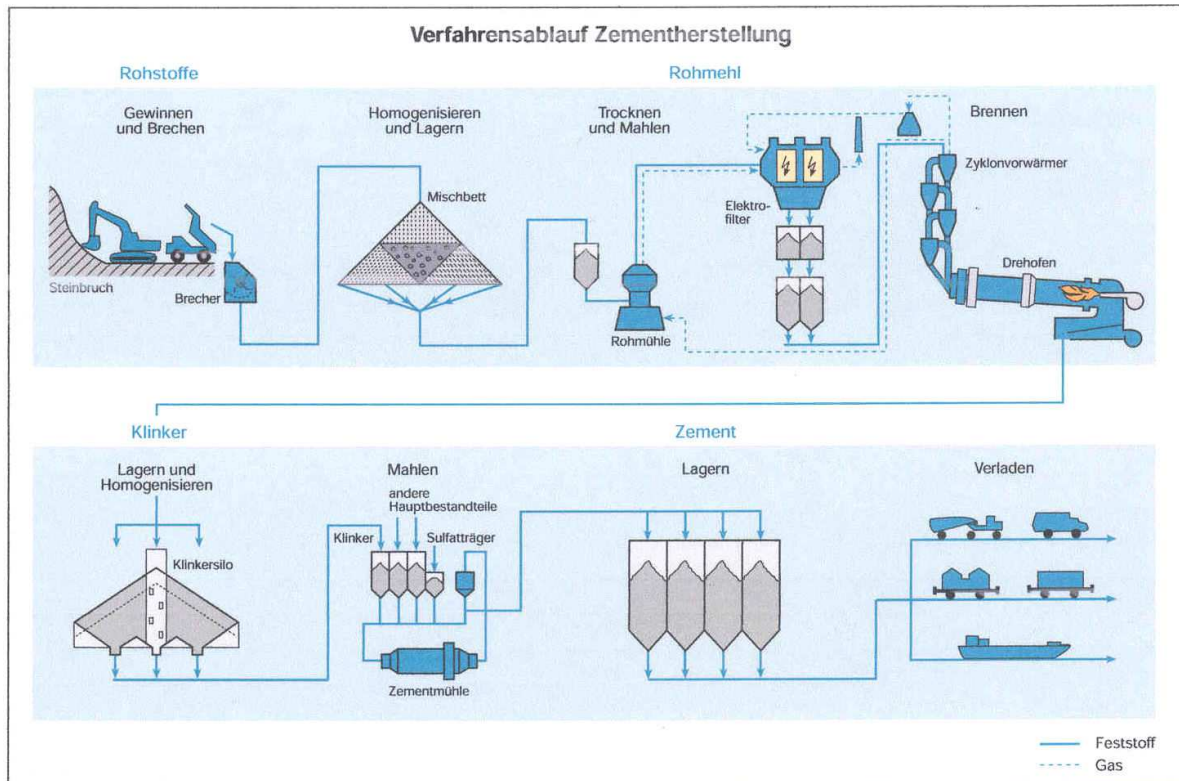 Verfahrensablauf Zementherstellung
Rohstoffe
Rohmehl
Gewinnen
und Brechen
Homogenisieren
und Lagern
Trocknen
und Mahlen
Brennen
Zyklonvorwärmer
Mischbett
Elektro-
filter
Drehofen
Steinbruch
Brecher
Rohmühle
Klinker
Zement
Lagern und
Homogenisieren
Mahlen
Lagern
Verladen
andere
Hauptbestandteile
Klinker
Sulfatträger
Klinkersilo
Zementmühle
Feststoff
Gas